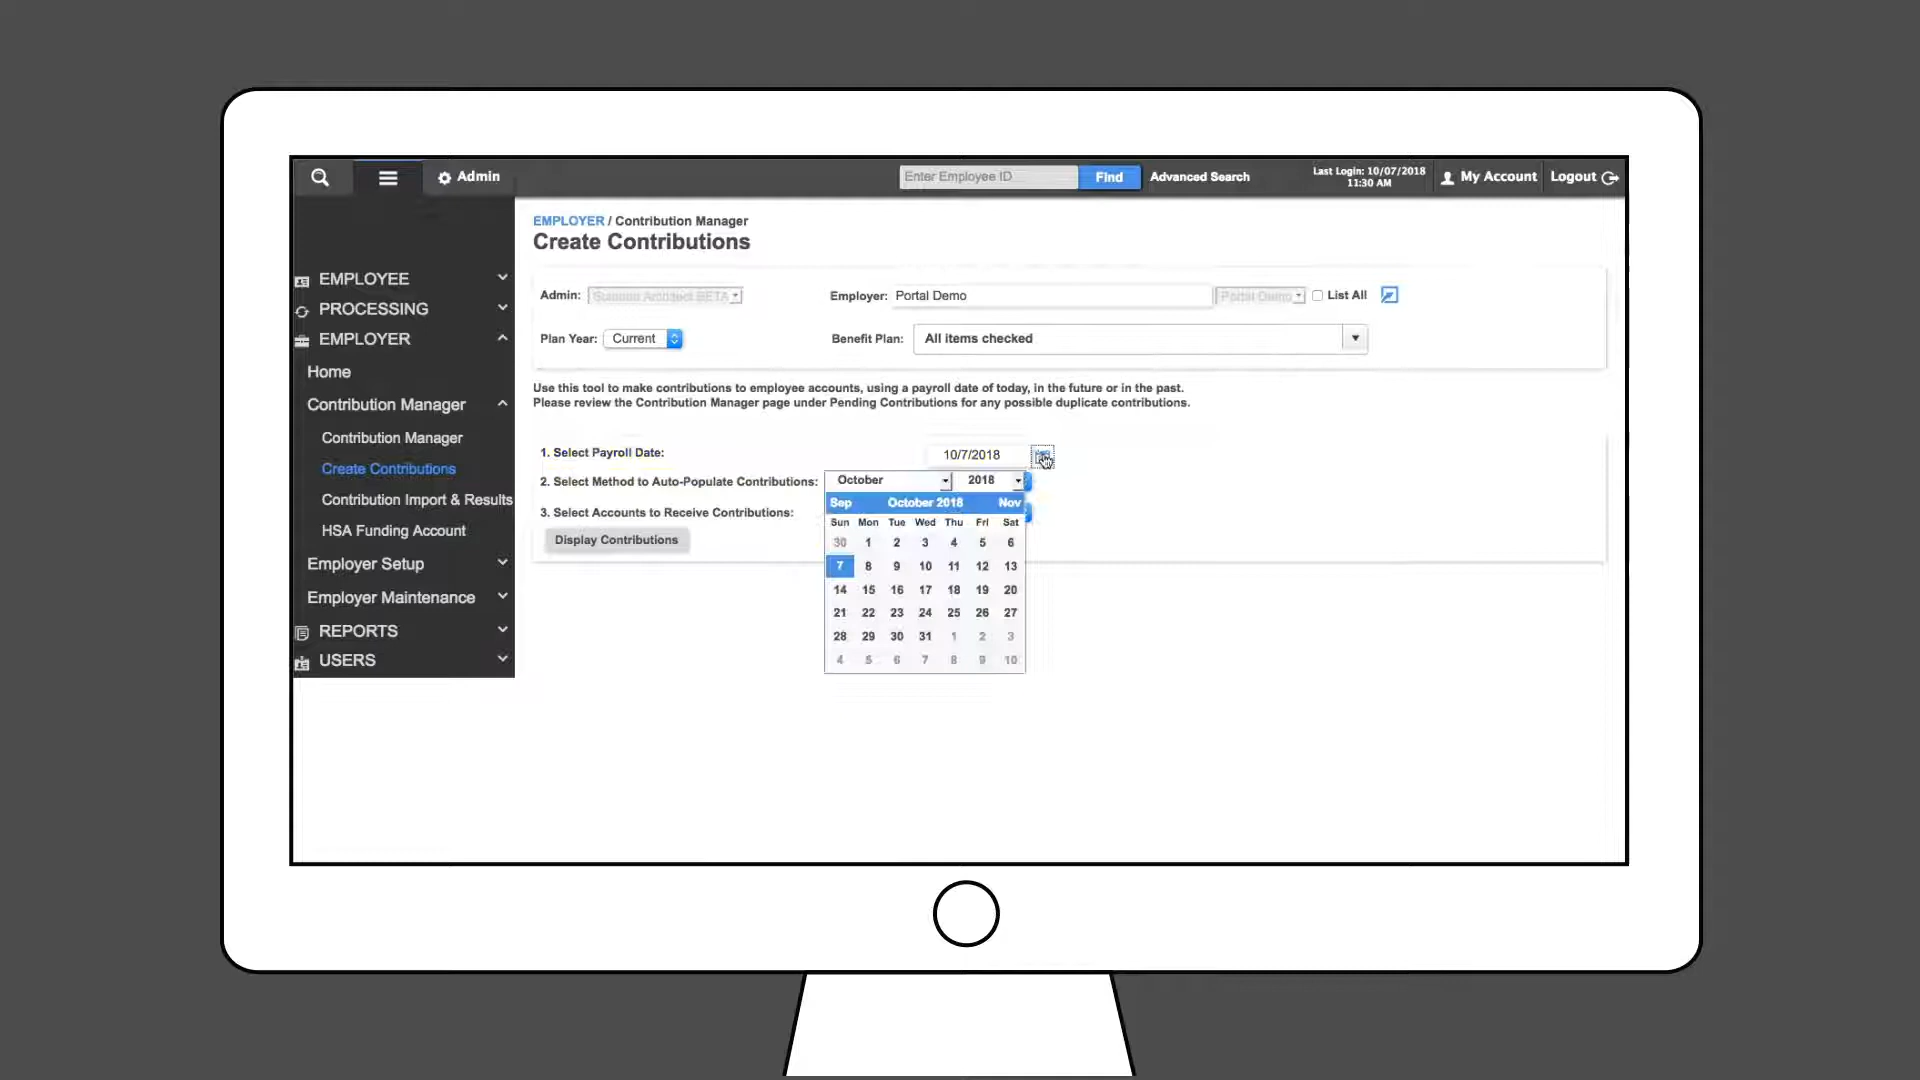 Admin
Enter Employee ID
Find
Advanced Search
Last Login: 10/07/2018
11:30 AM
My Account
Logout
EMPLOYEE
PROCESSING
EMPLOYER
Home
Contribution Manager
Contribution Manager
Create Contributions
Contribution Import & Results
HSA Funding Account
Employer Setup
Employer Maintenance
REPORTS
USERS
EMPLOYER / Contribution Manager
Create Contributions
Admin:
Employer: Portal Demo
Portal Demo
List All
Plan Year: Current
Benefit Plan: All items checked
Use this tool to make contributions to employee accounts, using a payroll date of today, in the future or in the past.
Please review the Contribution Manager page under Pending Contributions for any possible duplicate contributions.
1. Select Payroll Date: 10/7/2018
2. Select Method to Auto-Populate Contributions:
3. Select Accounts to Receive Contributions:
Display Contributions
October 2018
Sep October 2018 Nov
Sun Mon Tue Wed Thu Fri Sat
30 1 2 3 4 5 6
7 8 9 10 11 12 13
14 15 16 17 18 19 20
21 22 23 24 25 26 27
28 29 30 31 1 2 3
4 5 6 7 8 9 10